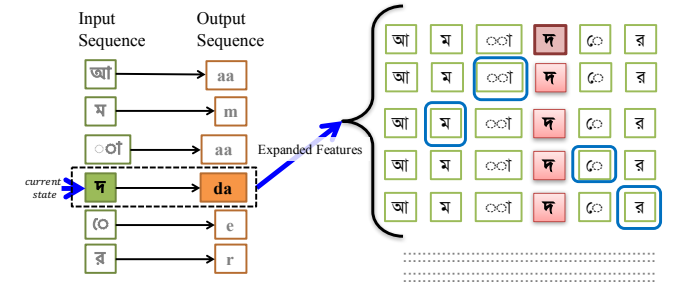 Input Sequence
Output Sequence
আ aa
ম m
া aa
current state
দ da
ে e
র r
Expanded Features
আ ম া দ ে র
আ ম া দ ে র
আ ম া দ ে র
আ ম া দ ে র
আ ম া দ ে র